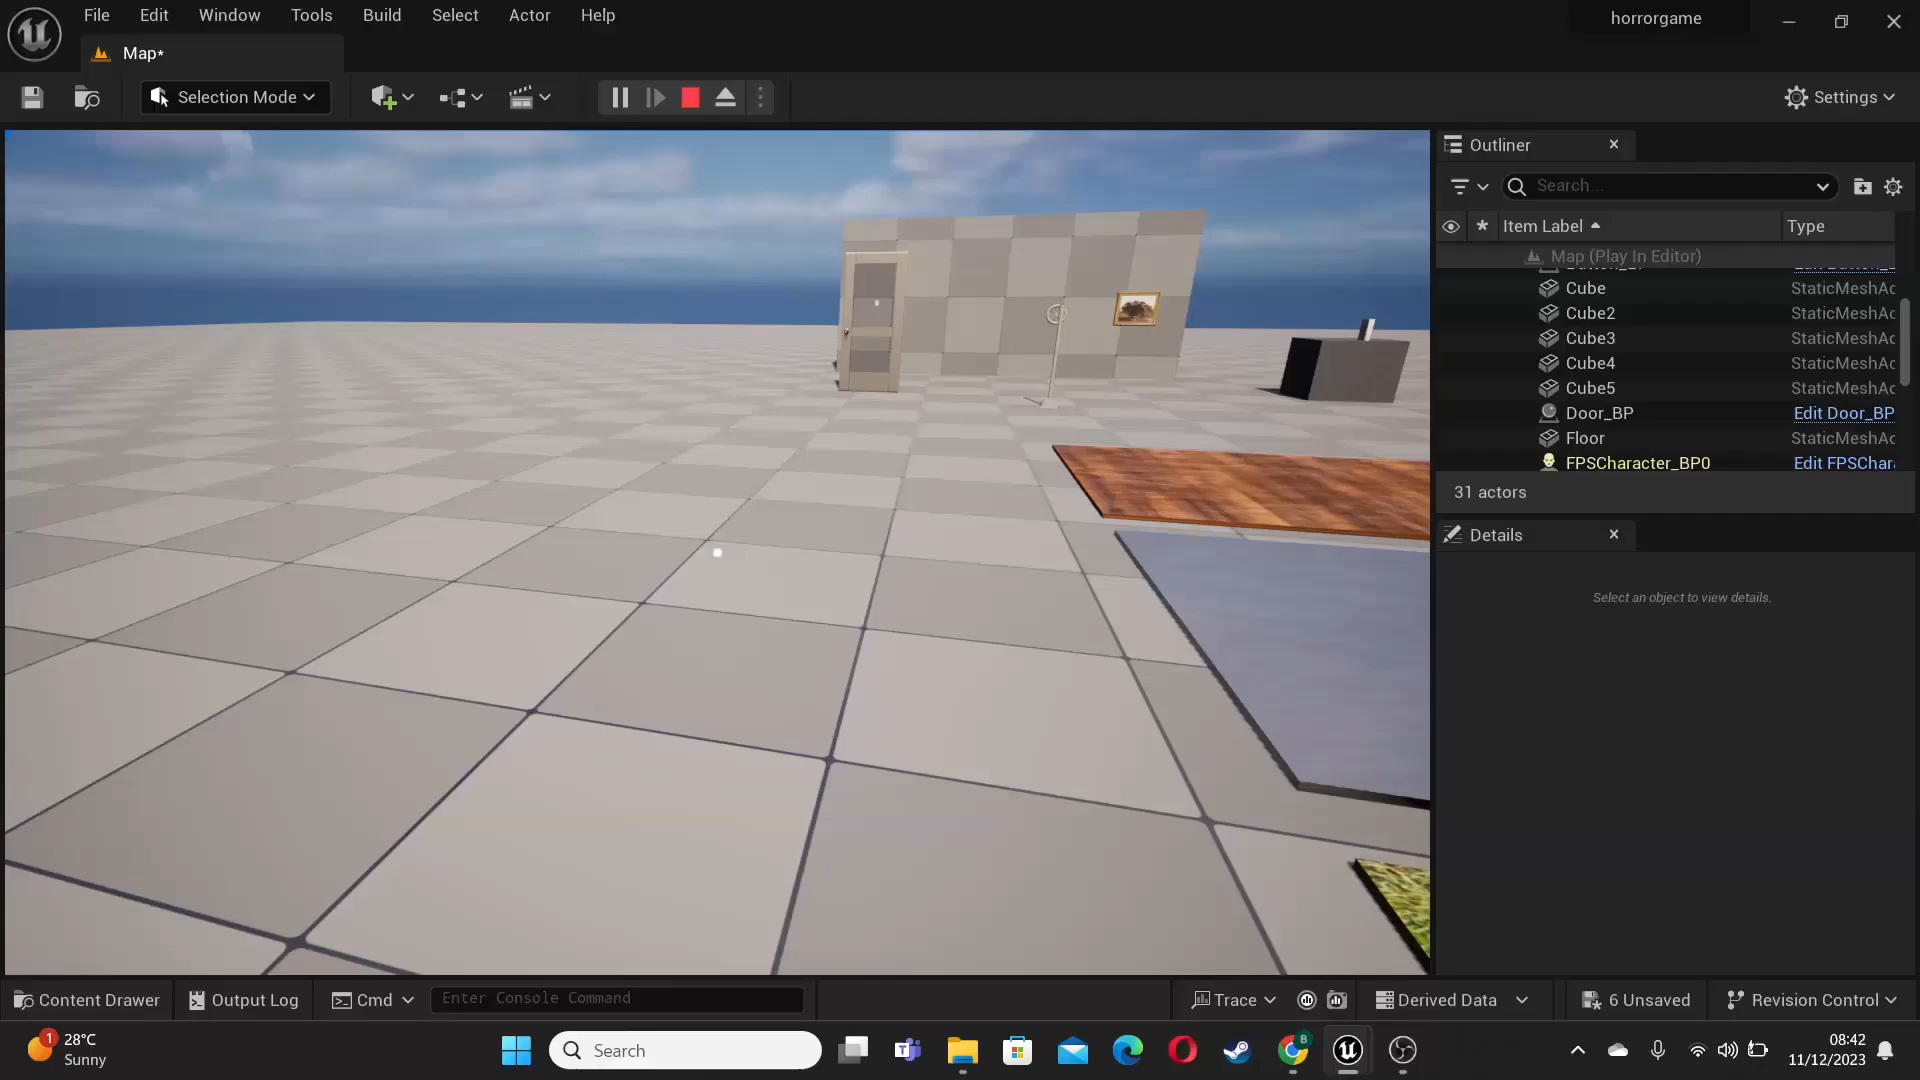 File Edit Window Tools Build Select Actor Help
horrorgame
Map*
Selection Mode
Settings
Outliner
Search...
Item Label
Type
Map (Play In Editor)
Cube
StaticMeshAc
Cube2
StaticMeshAc
Cube3
StaticMeshAc
Cube4
StaticMeshAc
Cube5
StaticMeshAc
Door_BP
Edit Door_BP
Floor
StaticMeshAc
FPSCharacter_BP0
Edit FPSChar
31 actors
Details
Select an object to view details.
Content Drawer
Output Log
Cmd
Enter Console Command
Trace
Derived Data
6 Unsaved
Revision Control
1
28°C
Sunny
Search
B
08:42
11/12/2023